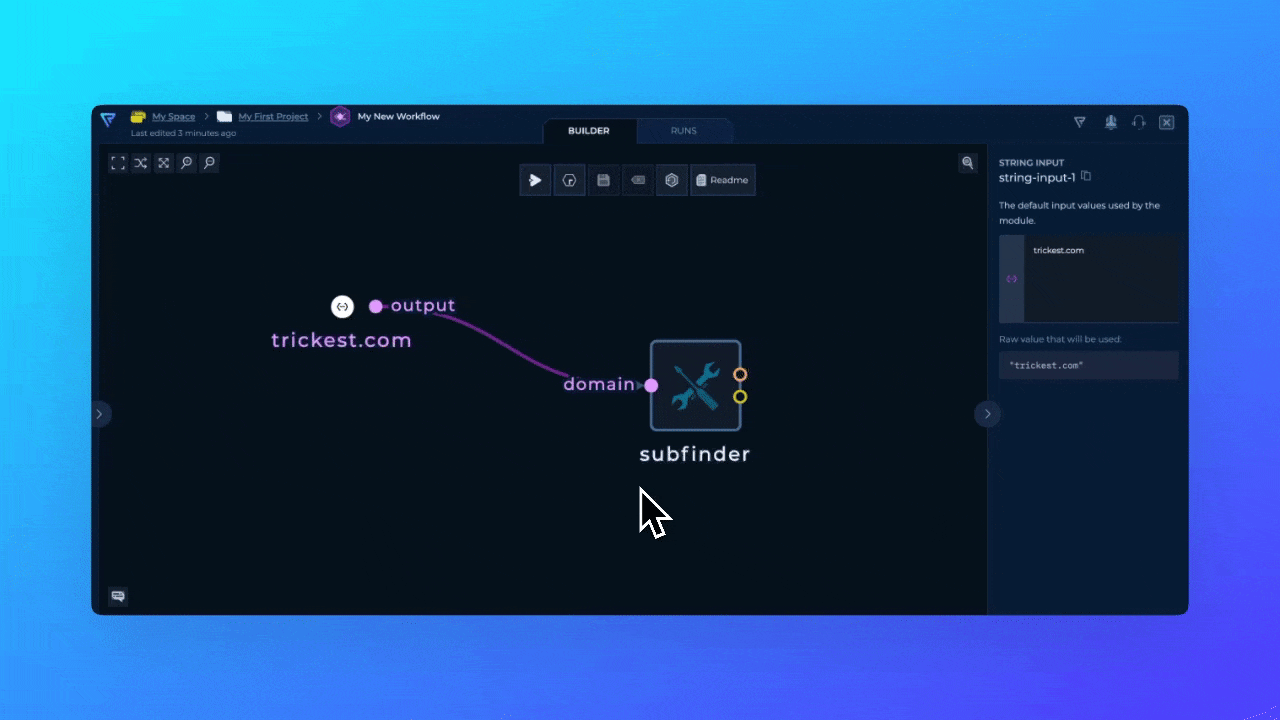 My Space > My First Project > My New Workflow
Last edited 3 minutes ago
BUILDER
RUNS
Readme
output
trickest.com
domain
subfinder
STRING INPUT
string-input-1
The default input values used by the
module.
trickest.com
Raw value that will be used:
"trickest.com"